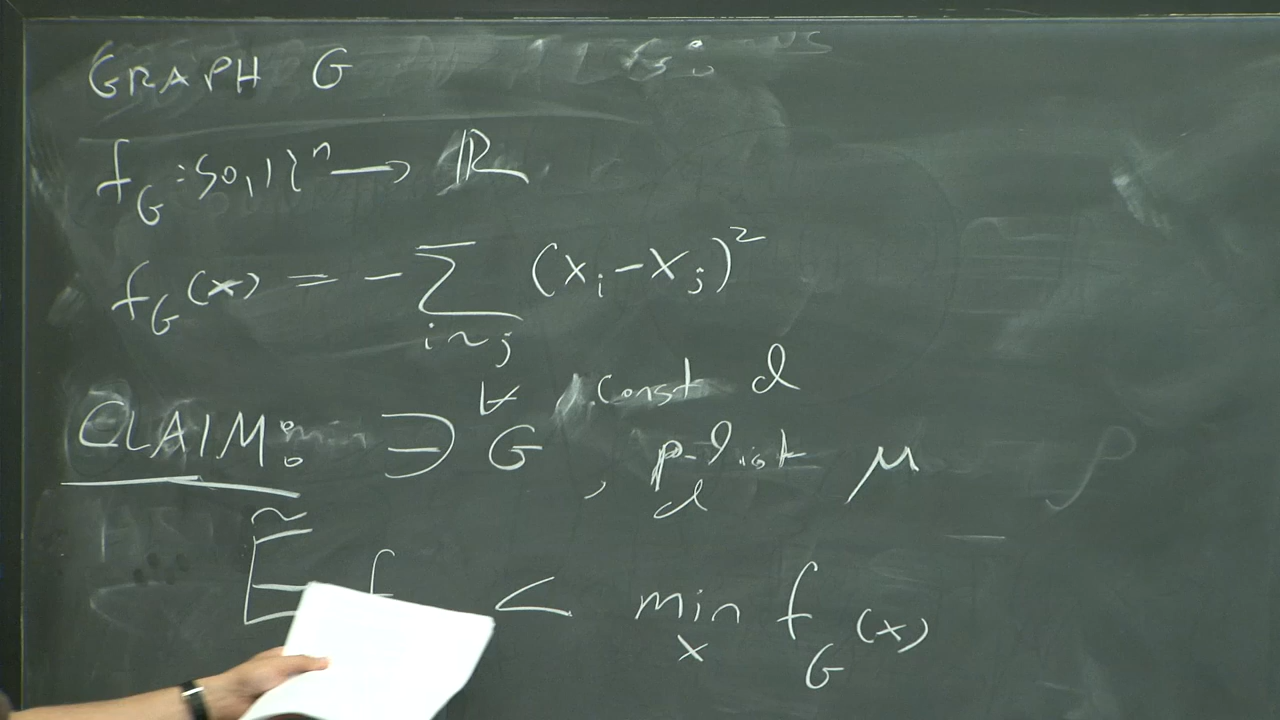 GRAPH G
f_G : {0,1}^n → ℝ
f_G(x) = - ∑_{i~j} (x_i - x_j)^2
∀ , const d
CLAIM: ∃ G , p-dist μ
d
Ẽ f < min_x f_G(x)